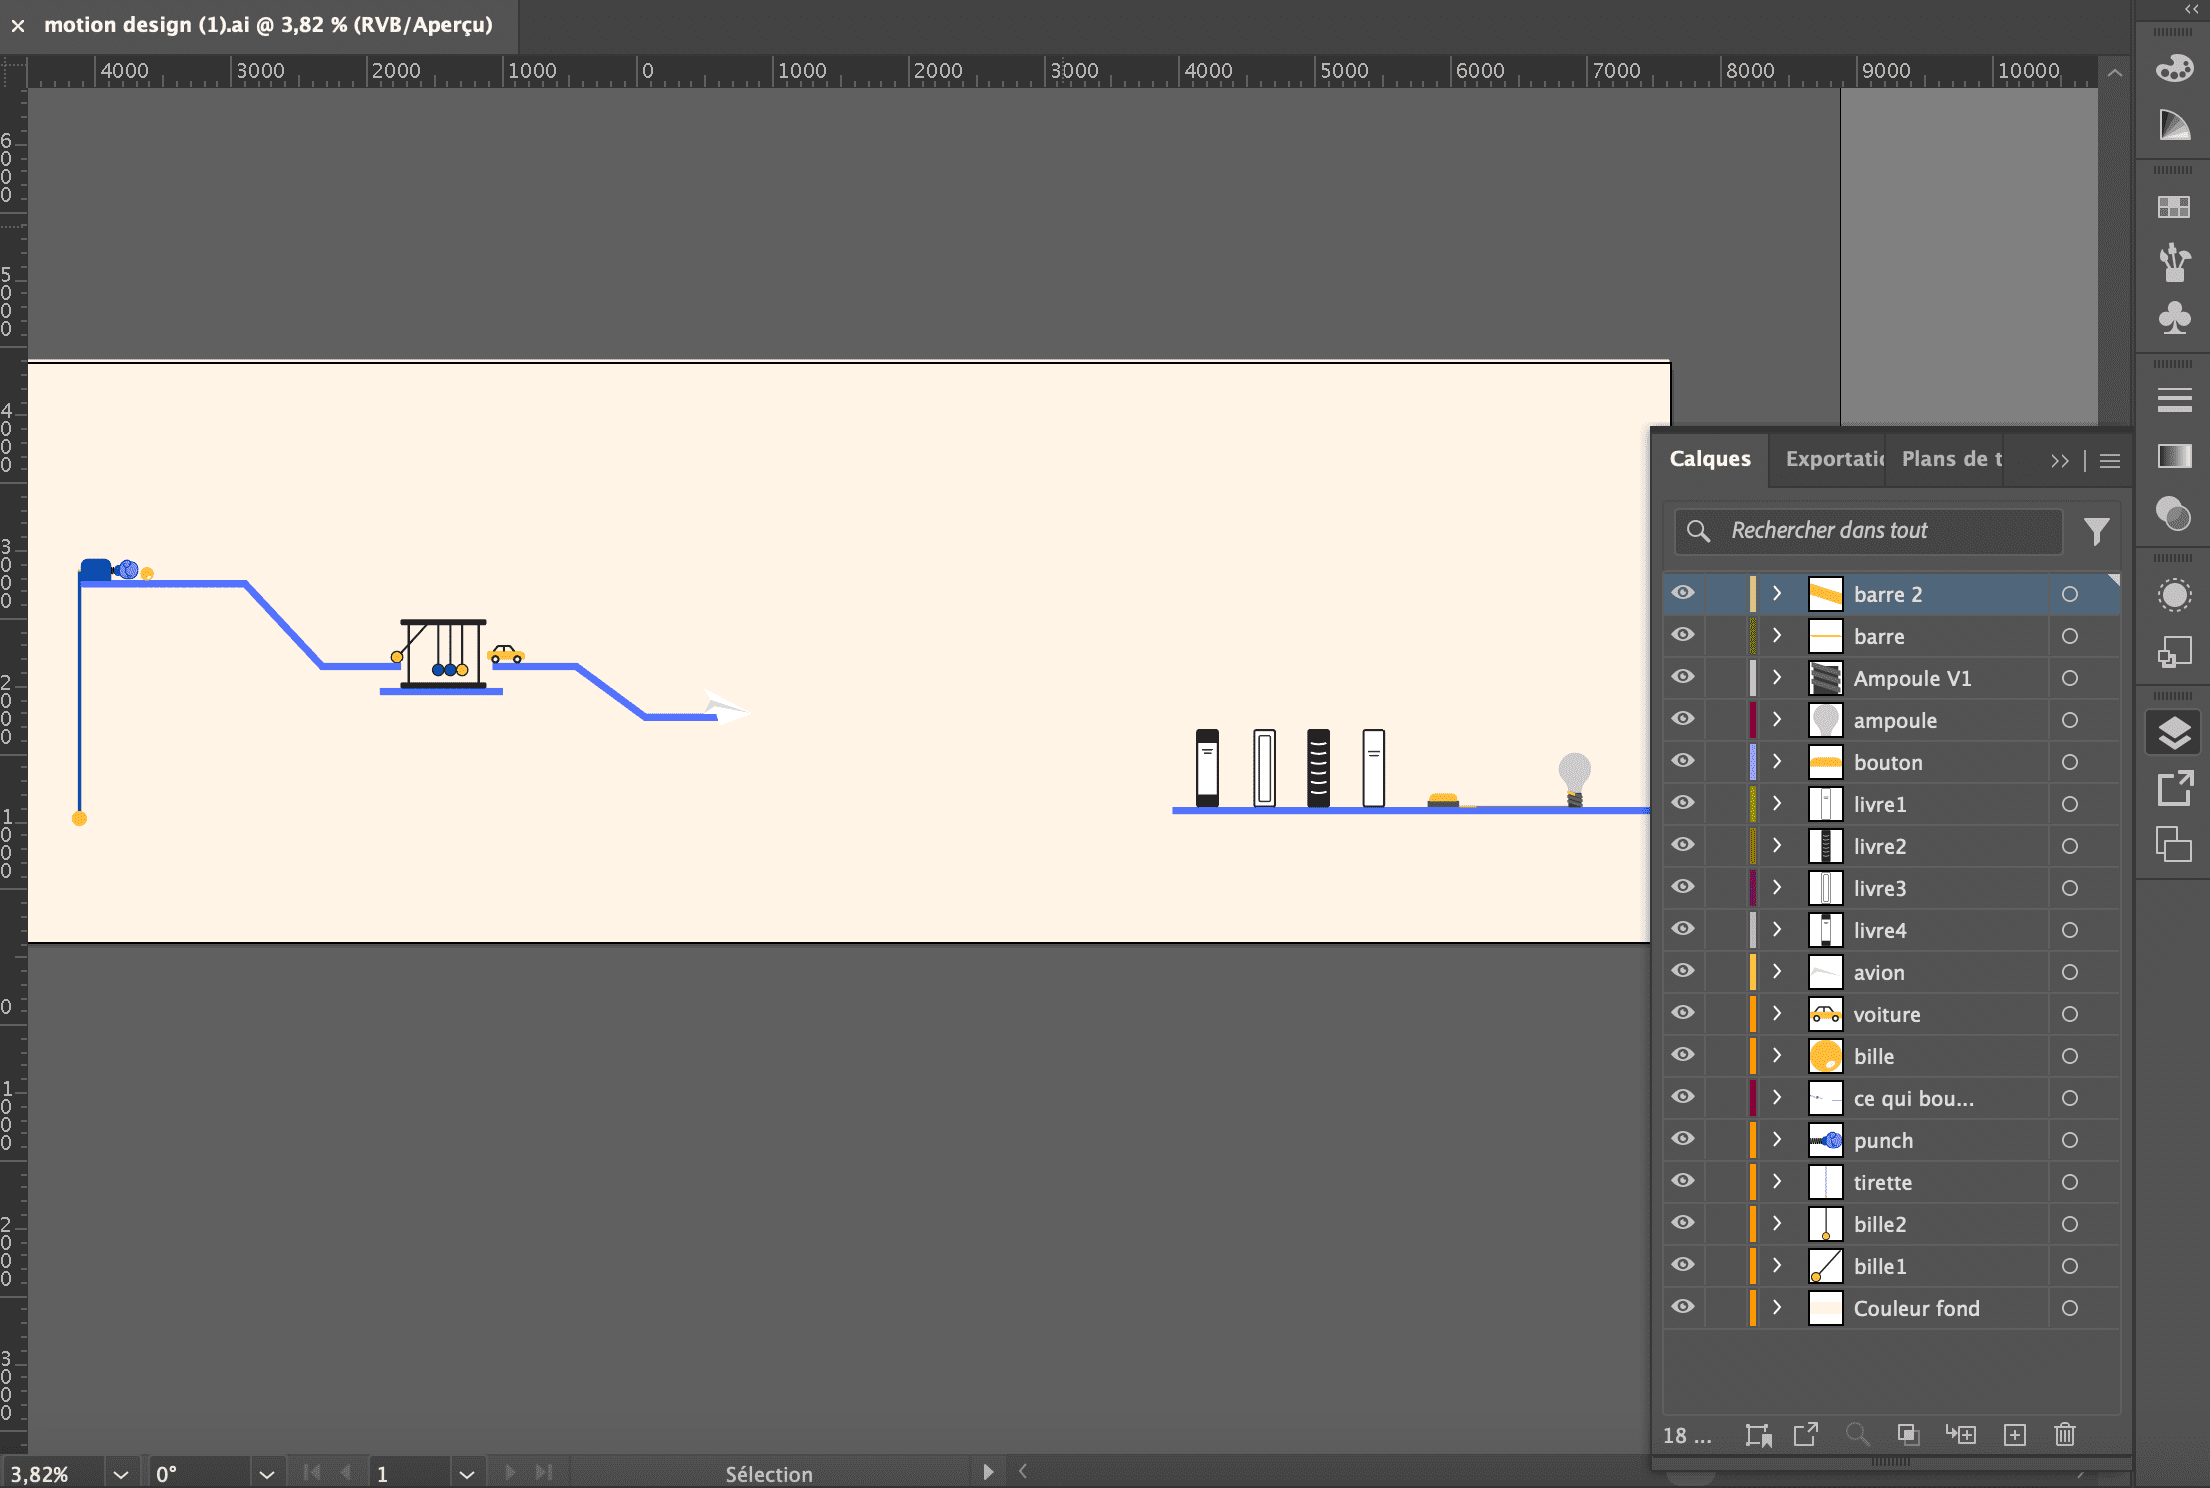 motion design (1).ai @ 3,82 % (RVB/Aperçu)
4000 3000 2000 1000 0 1000 2000 3000 4000 5000 6000 7000 8000 9000 10000
6000
5000
4000
3000
2000
1000
0
1000
2000
3000
Calques Exportatic Plans de t
Rechercher dans tout
barre 2
barre
Ampoule V1
ampoule
bouton
livre1
livre2
livre3
livre4
avion
voiture
bille
ce qui bou...
punch
tirette
bille2
bille1
Couleur fond
18 ...
3,82% 0° 1 Sélection